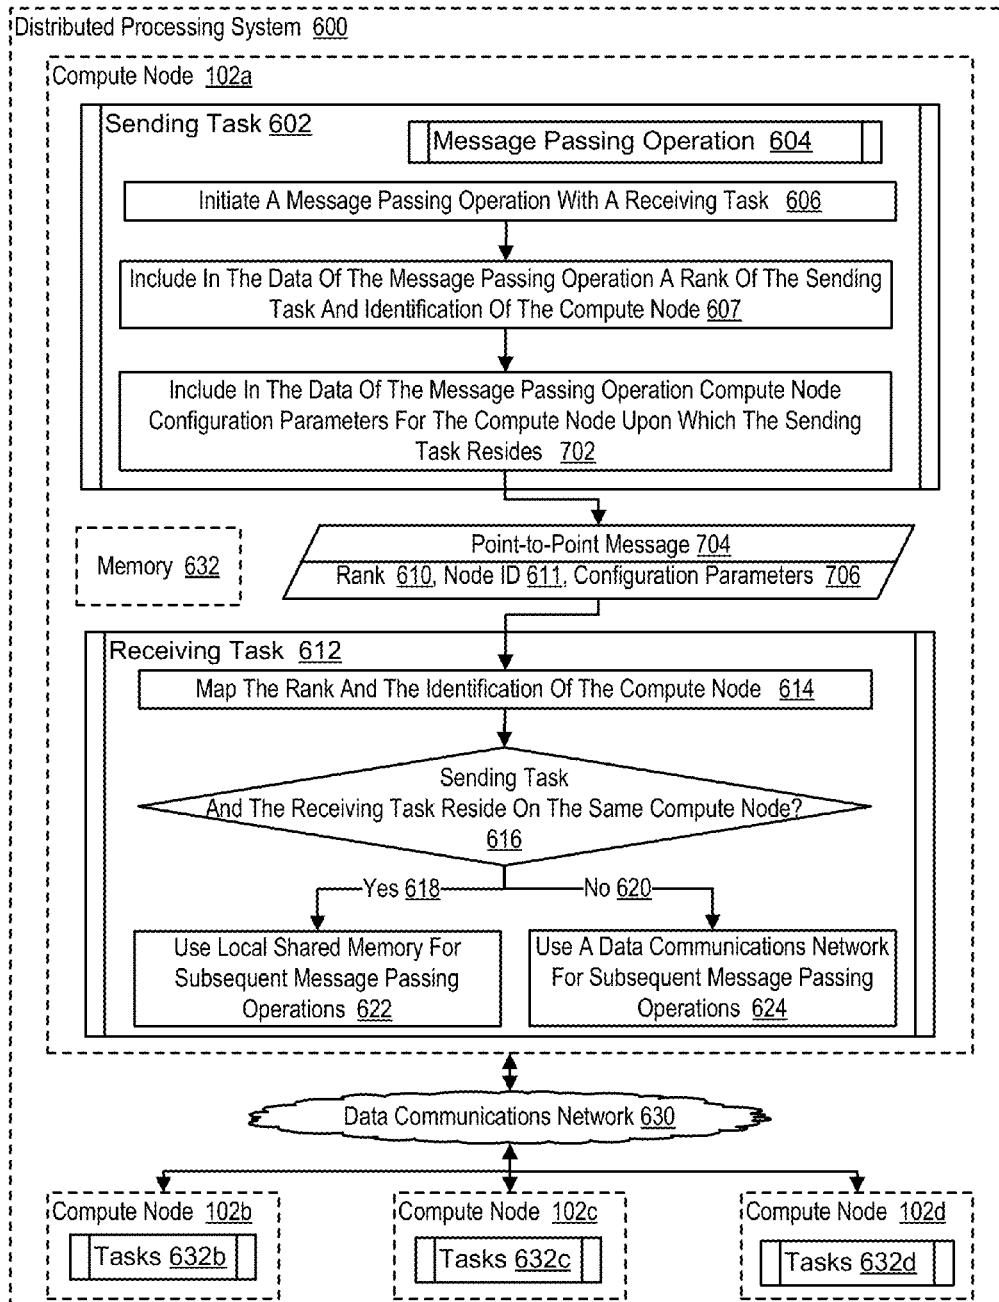 Distributed Processing System 600
Compute Node 102a
Sending Task 602
Message Passing Operation 604
Initiate A Message Passing Operation With A Receiving Task 606
Include In The Data Of The Message Passing Operation A Rank Of The Sending
Task And Identification Of The Compute Node 607
Include In The Data Of The Message Passing Operation Compute Node
Configuration Parameters For The Compute Node Upon Which The Sending
Task Resides 702
Memory 632
Point-to-Point Message 704
Rank 610, Node ID 611, Configuration Parameters 706
Receiving Task 612
Map The Rank And The Identification Of The Compute Node 614
Sending Task
And The Receiving Task Reside On The Same Compute Node?
616
Yes 618
No 620
Use Local Shared Memory For
Subsequent Message Passing
Operations 622
Use A Data Communications Network
For Subsequent Message Passing
Operations 624
Data Communications Network 630
Compute Node 102b
Tasks 632b
Compute Node 102c
Tasks 632c
Compute Node 102d
Tasks 632d